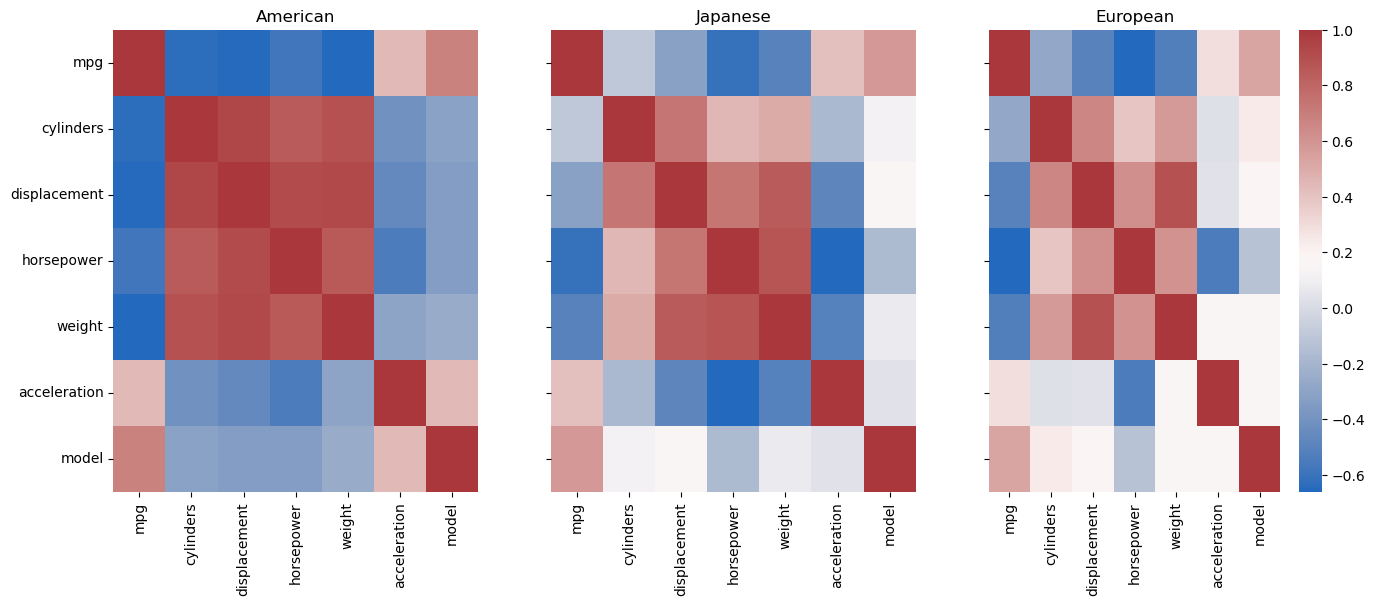 American
Japanese
European
mpg
cylinders
displacement
horsepower
weight
acceleration
model
mpg
cylinders
displacement
horsepower
weight
acceleration
model
mpg
cylinders
displacement
horsepower
weight
acceleration
model
mpg
cylinders
displacement
horsepower
weight
acceleration
model
1.0
0.8
0.6
0.4
0.2
0.0
−0.2
−0.4
−0.6